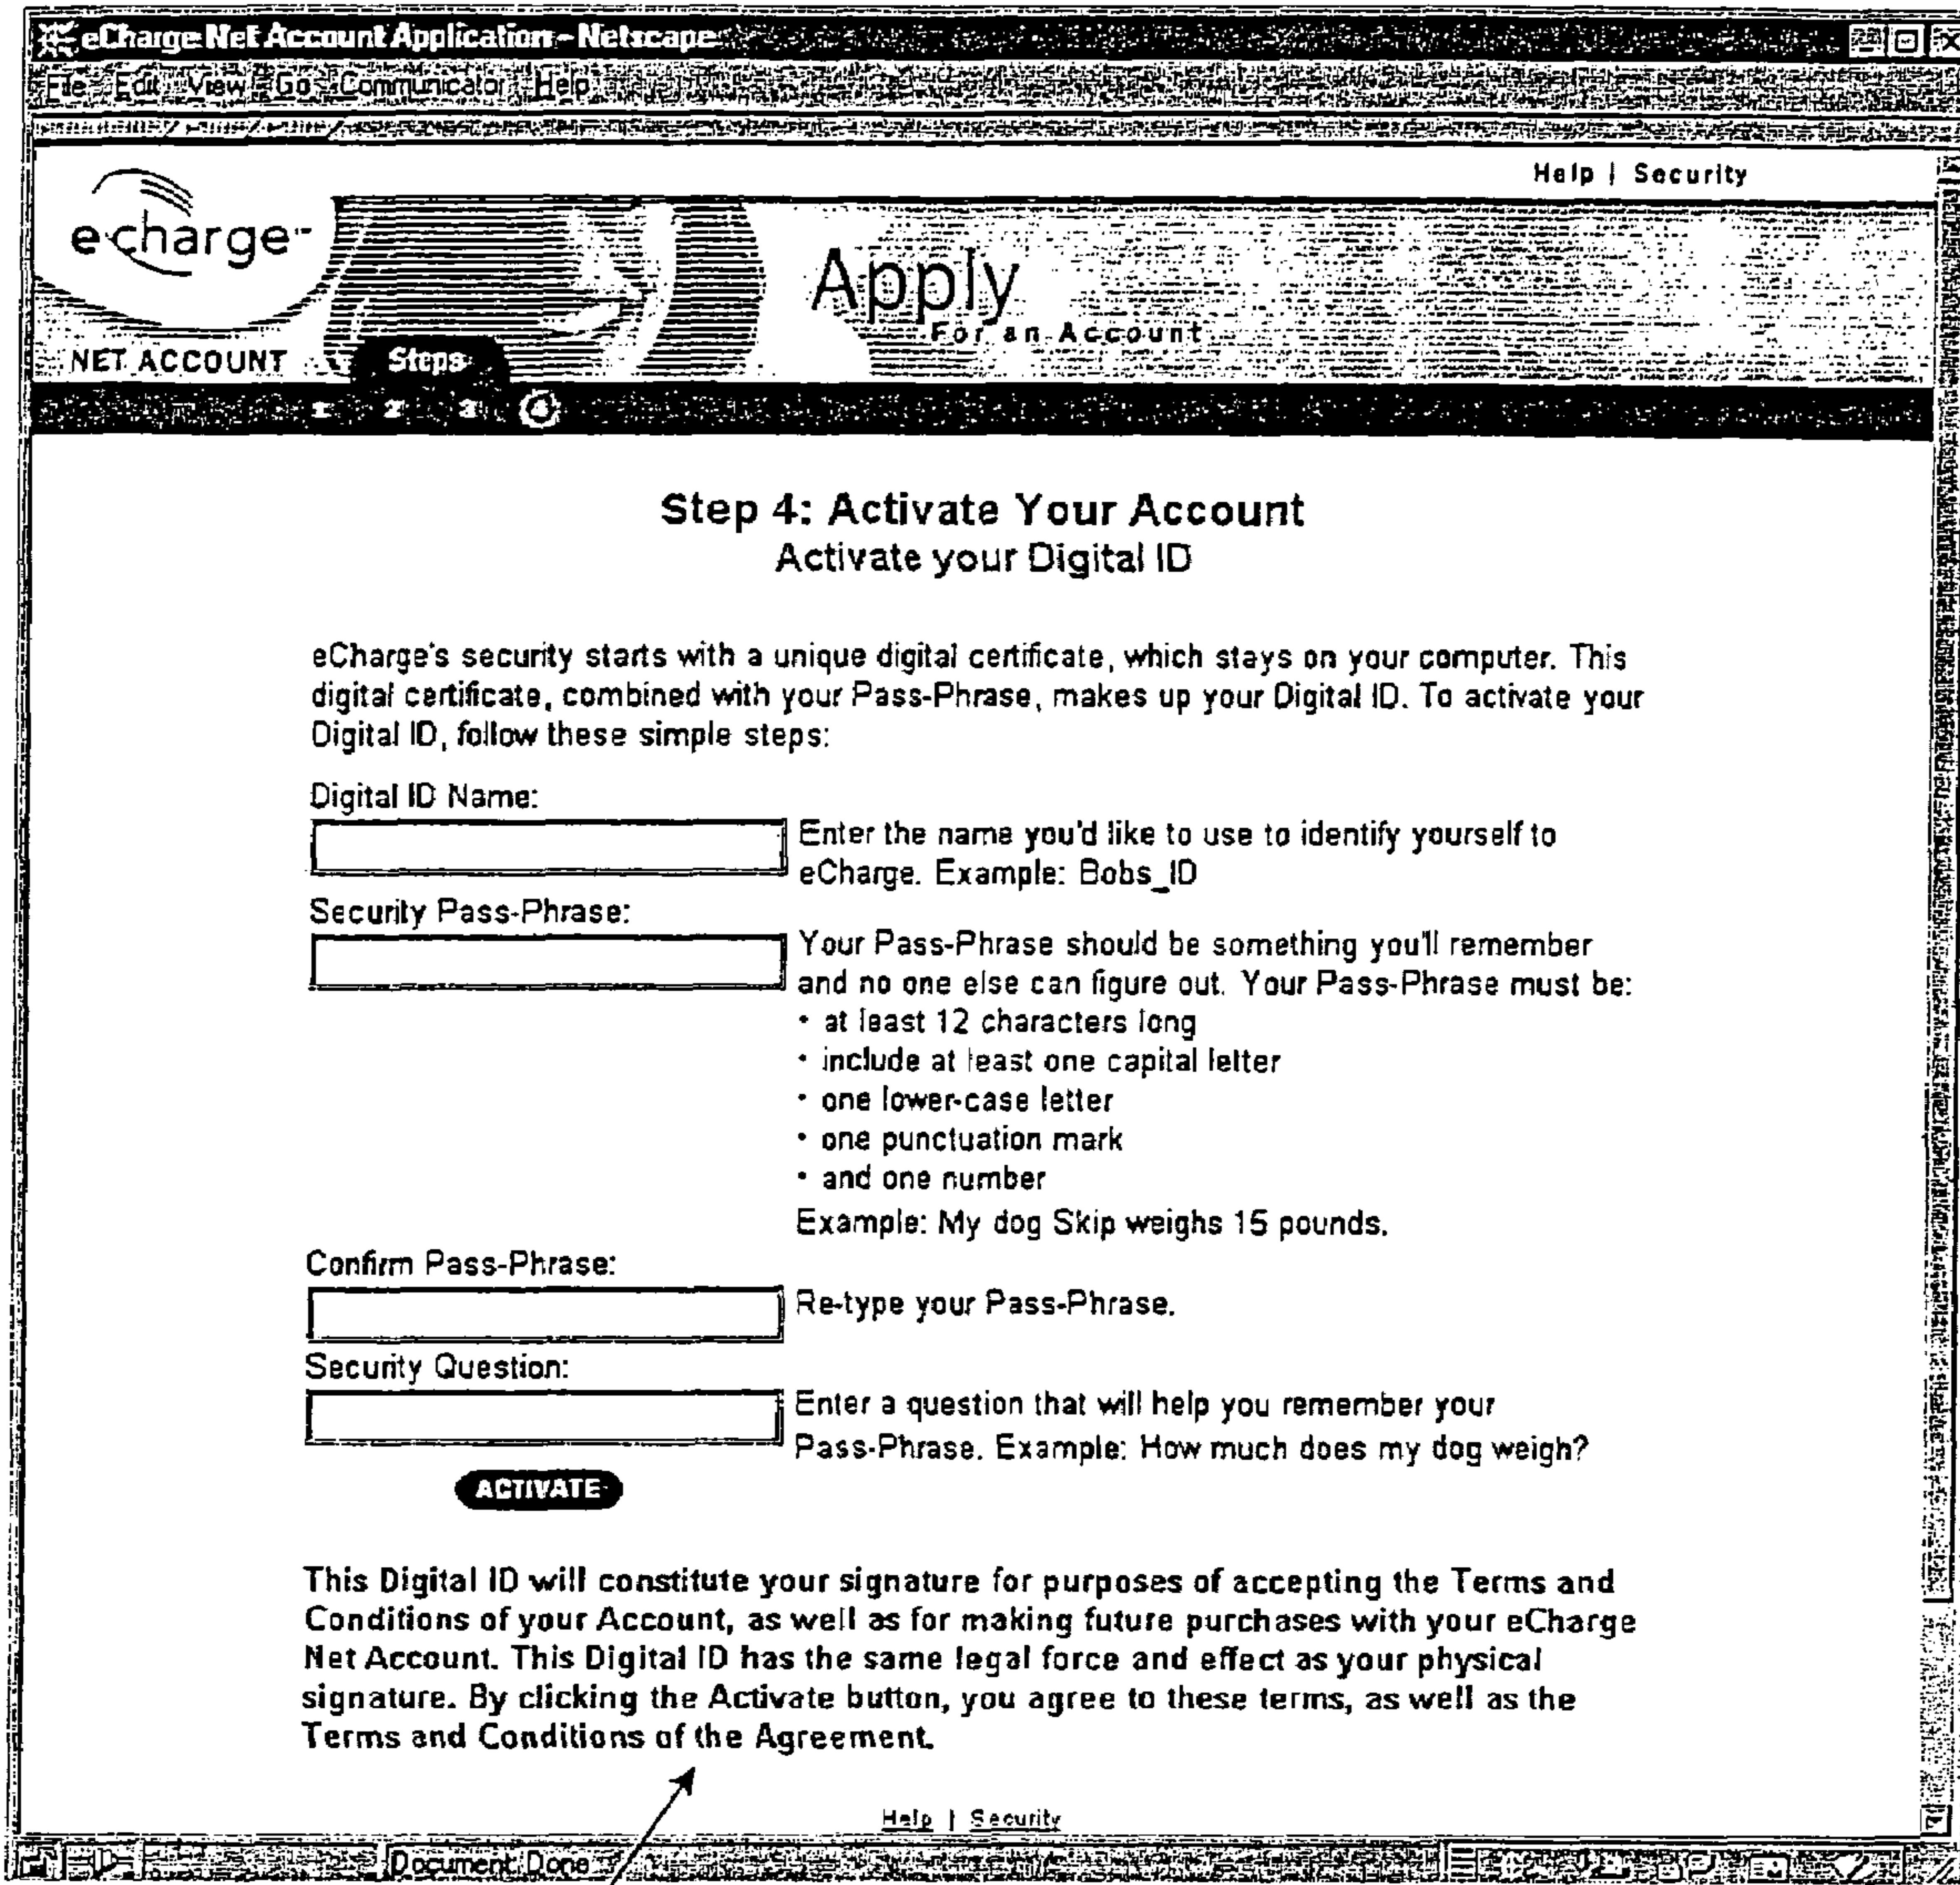 eCharge Net Account Application - Netscape
File Edit View Go Communicator Help
Help | Security
echarge
Apply
For an Account
NET ACCOUNT
Steps
1 2 3 4
Step 4: Activate Your Account
Activate your Digital ID
eCharge's security starts with a unique digital certificate, which stays on your computer. This
digital certificate, combined with your Pass-Phrase, makes up your Digital ID. To activate your
Digital ID, follow these simple steps:
Digital ID Name:
Enter the name you'd like to use to identify yourself to
eCharge. Example: Bobs_ID
Security Pass-Phrase:
Your Pass-Phrase should be something you'll remember
and no one else can figure out. Your Pass-Phrase must be:
• at least 12 characters long
• include at least one capital letter
• one lower-case letter
• one punctuation mark
• and one number
Example: My dog Skip weighs 15 pounds.
Confirm Pass-Phrase:
Re-type your Pass-Phrase.
Security Question:
Enter a question that will help you remember your
Pass-Phrase. Example: How much does my dog weigh?
ACTIVATE
This Digital ID will constitute your signature for purposes of accepting the Terms and
Conditions of your Account, as well as for making future purchases with your eCharge
Net Account. This Digital ID has the same legal force and effect as your physical
signature. By clicking the Activate button, you agree to these terms, as well as the
Terms and Conditions of the Agreement.
Help | Security
Document: Done